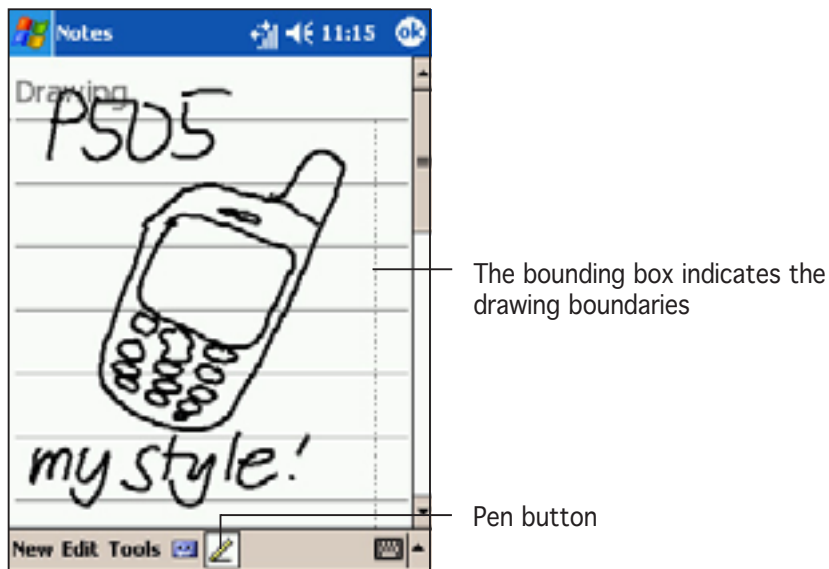 Notes 11:15 ok
Drawing
P505
The bounding box indicates the
drawing boundaries
my style!
Pen button
New Edit Tools